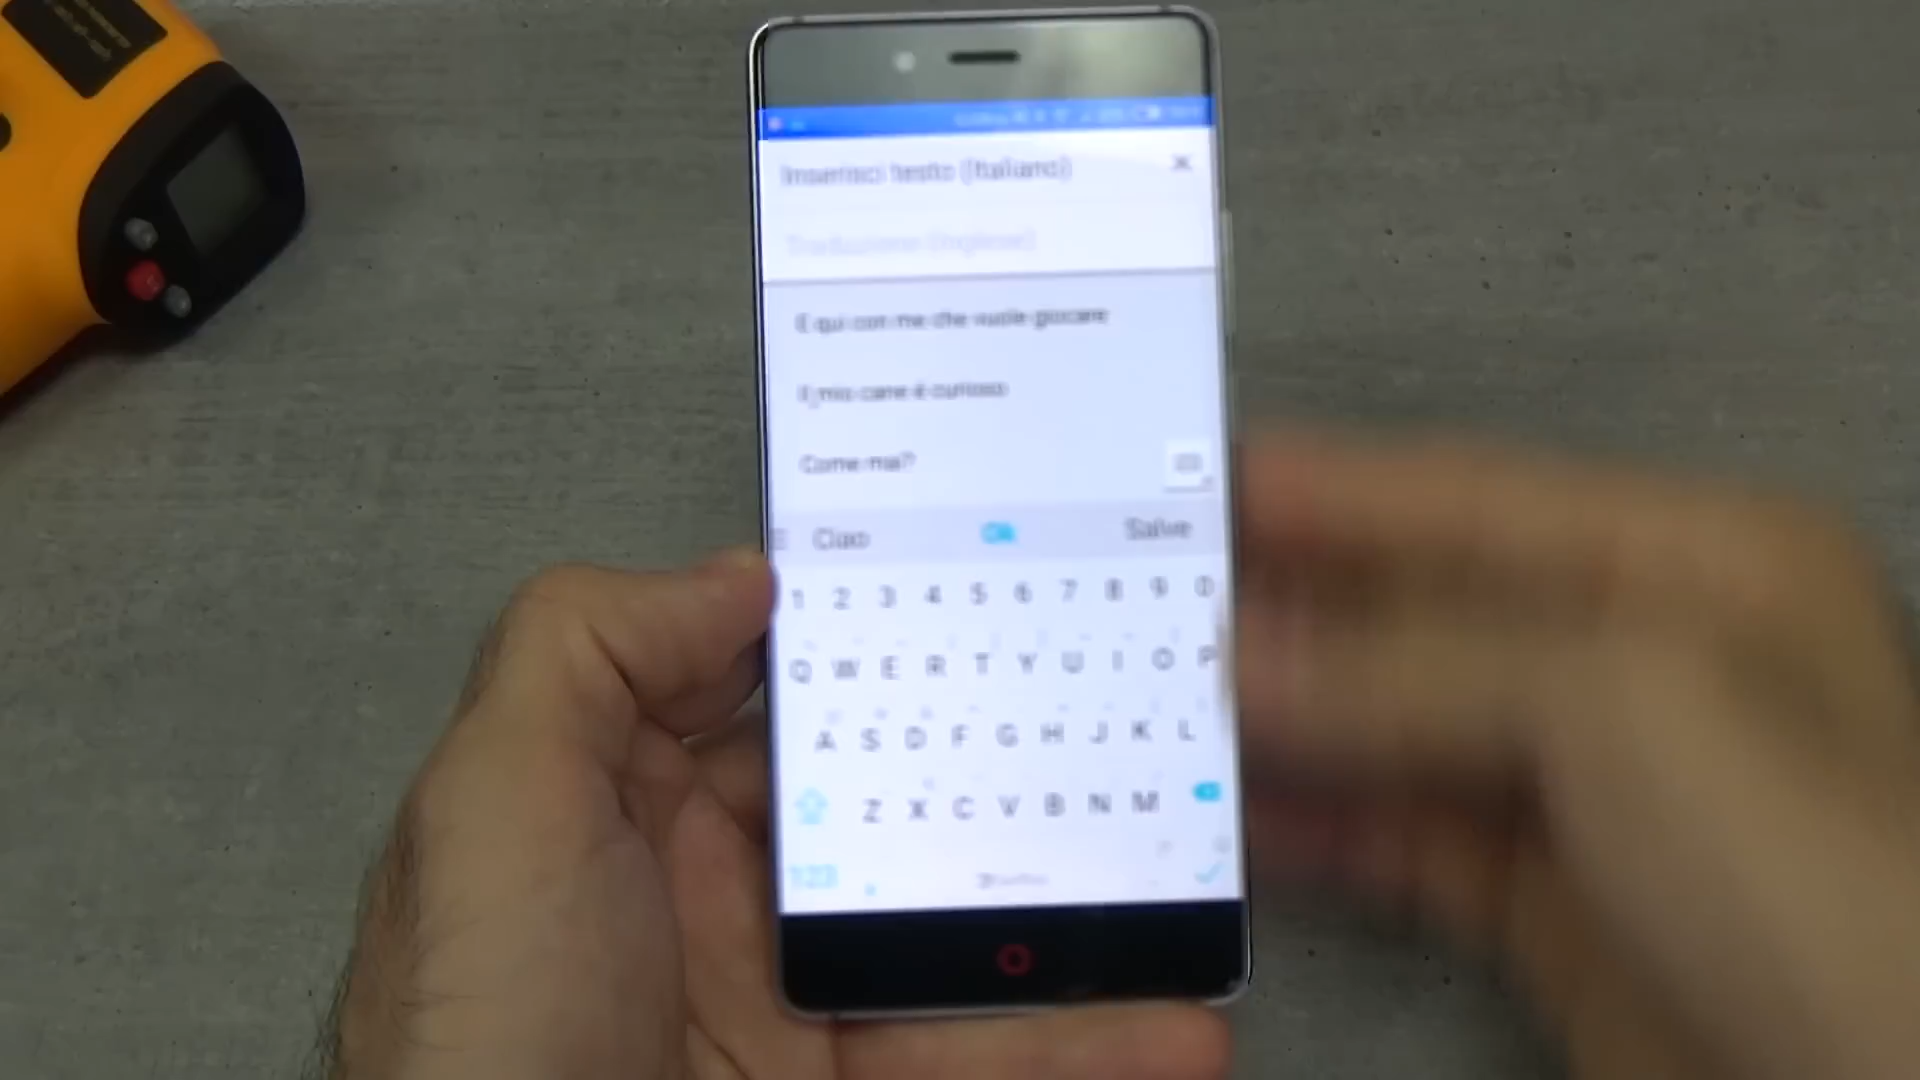 Inserisci testo (Italiano)
Traduzione (Inglese)
E qui con me che vuole giocare
Il mio cane è curioso
Come mai?
Ciao Ok Salve
1 2 3 4 5 6 7 8 9 0
Q W E R T Y U I O P
A S D F G H J K L
Z X C V B N M
123 ,